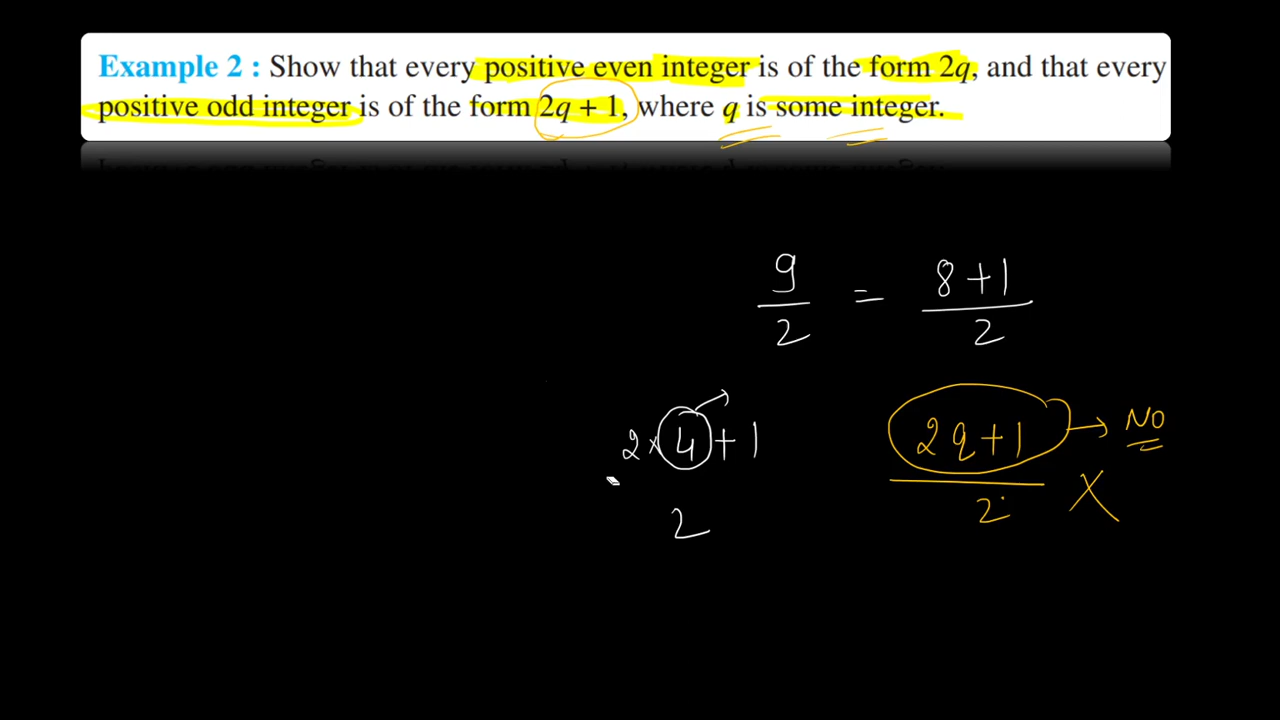 Example 2 : Show that every positive even integer is of the form 2q, and that every
positive odd integer is of the form 2q + 1, where q is some integer.
9/2 = 8+1/2
2×4+1
2
2q+1 → NO
2 X